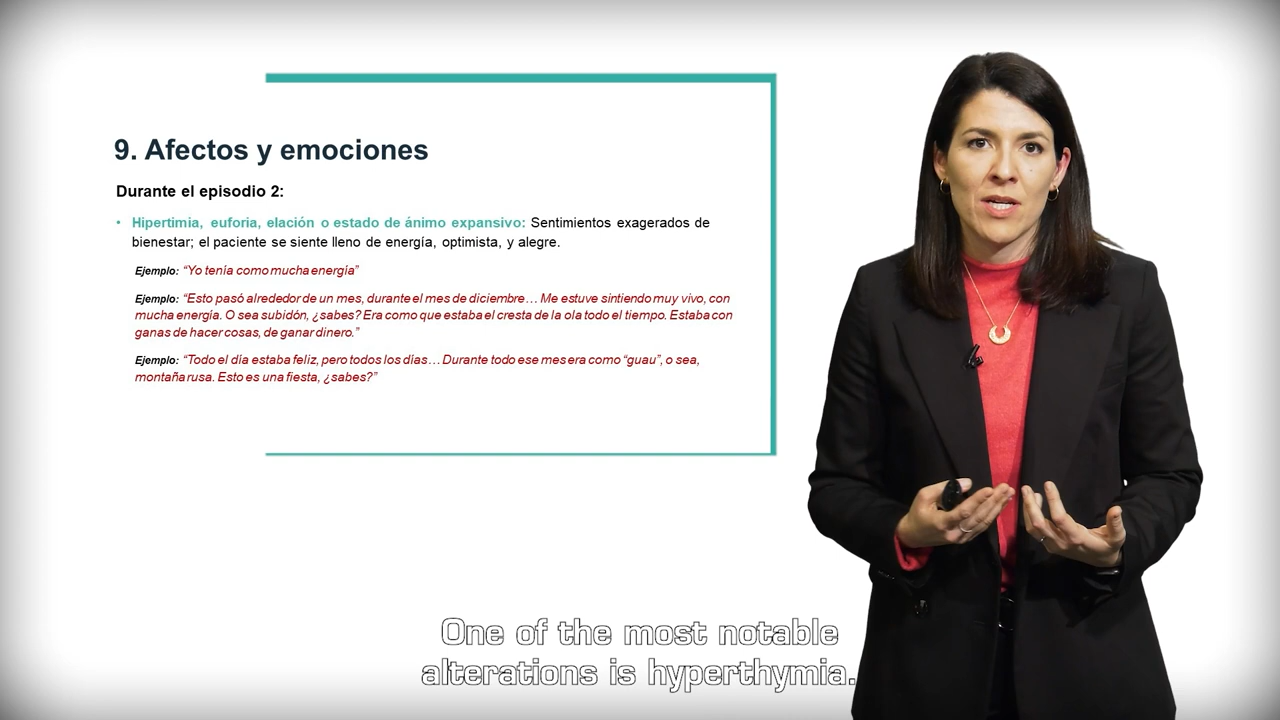 9. Afectos y emociones
Durante el episodio 2:
• Hipertimia, euforia, elación o estado de ánimo expansivo: Sentimientos exagerados de
bienestar; el paciente se siente lleno de energía, optimista, y alegre.
Ejemplo: “Yo tenía como mucha energía”
Ejemplo: “Esto pasó alrededor de un mes, durante el mes de diciembre… Me estuve sintiendo muy vivo, con
mucha energía. O sea subidón, ¿sabes? Era como que estaba el cresta de la ola todo el tiempo. Estaba con
ganas de hacer cosas, de ganar dinero.”
Ejemplo: “Todo el día estaba feliz, pero todos los días… Durante todo ese mes era como “guau”, o sea,
montaña rusa. Esto es una fiesta, ¿sabes?”
One of the most notable
alterations is hyperthymia.